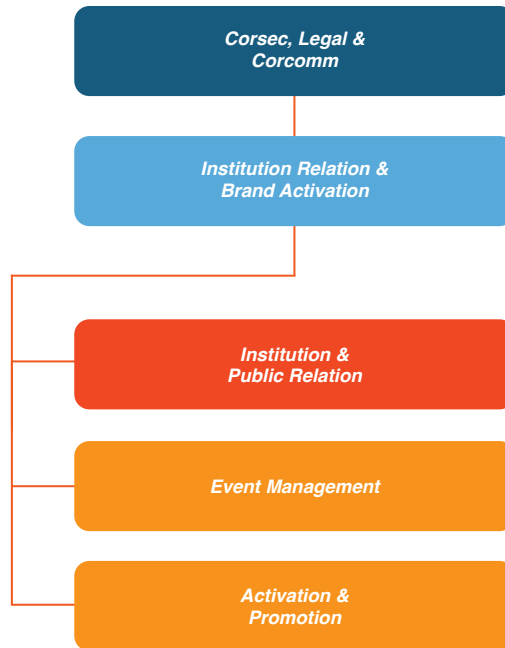 Corsec, Legal &
Corcomm
Institution Relation &
Brand Activation
Institution &
Public Relation
Event Management
Activation &
Promotion